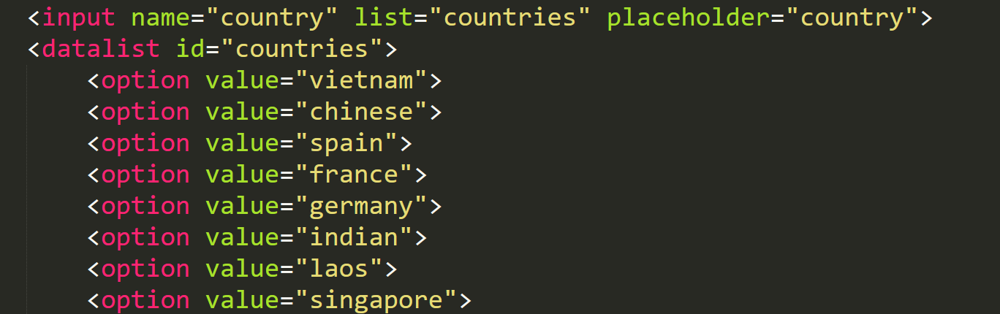 <input name="country" list="countries" placeholder="country">
<datalist id="countries">
    <option value="vietnam">
    <option value="chinese">
    <option value="spain">
    <option value="france">
    <option value="germany">
    <option value="indian">
    <option value="laos">
    <option value="singapore">